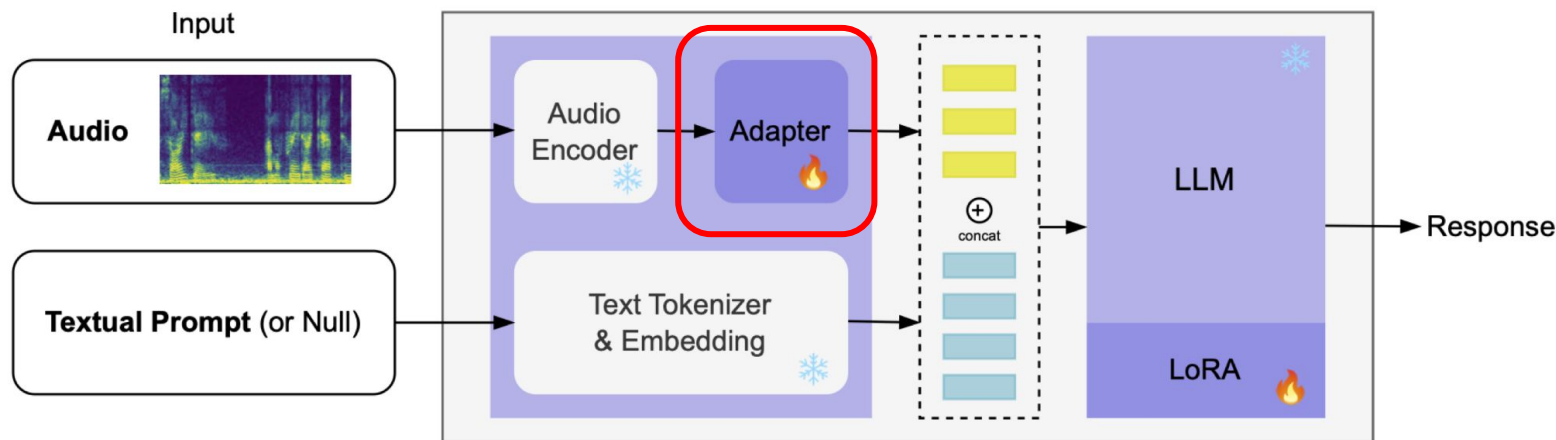 Input
Audio
Audio
Encoder
Adapter
Textual Prompt (or Null)
Text Tokenizer
& Embedding
concat
LLM
LoRA
Response